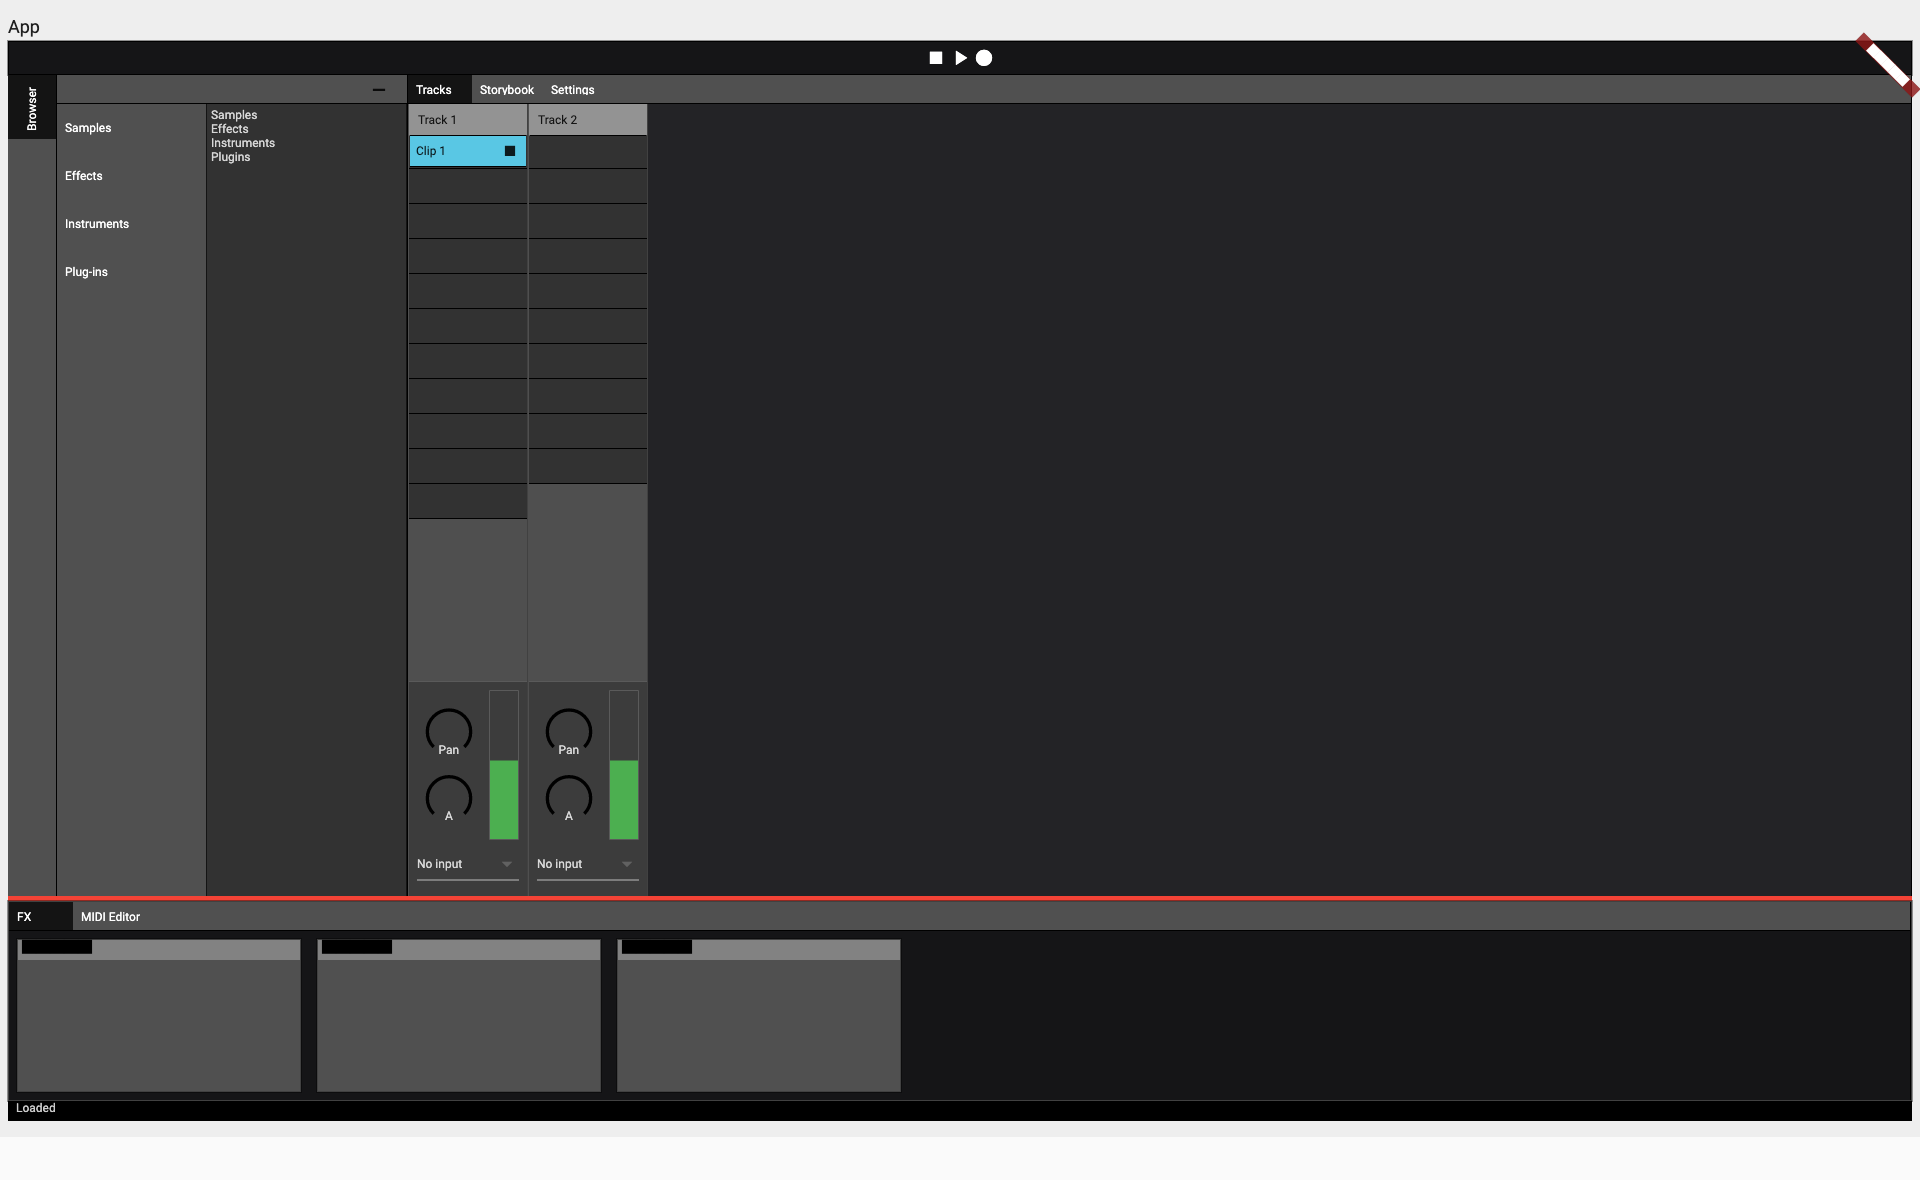 App
Browser
Tracks
Storybook
Settings
Samples
Effects
Instruments
Plug-ins
Samples
Effects
Instruments
Plugins
Track 1
Track 2
Clip 1
Pan
A
No input
Pan
A
No input
FX
MIDI Editor
Loaded